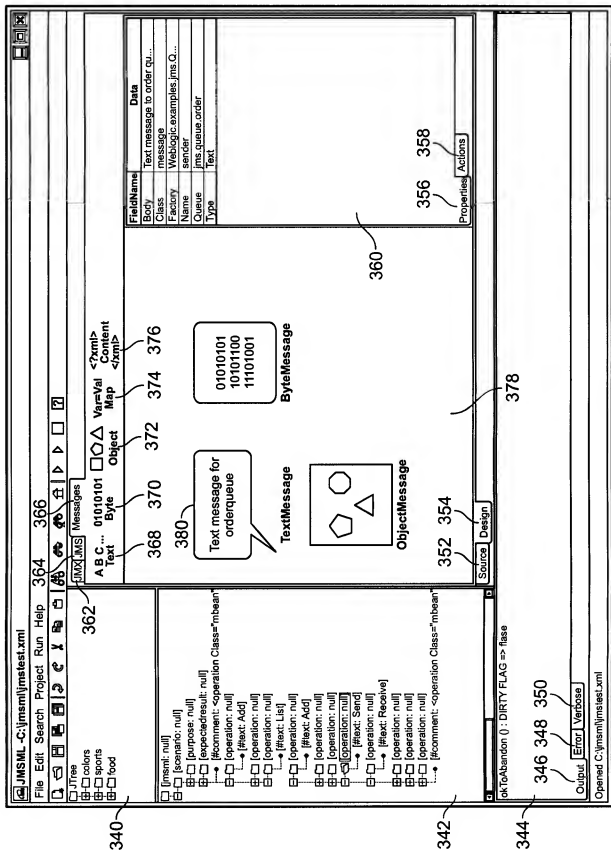 JMSML -C:\jmsml\jmstest.xml
File Edit Search Project Run Help
JTree
colors
sports
food
340
[jmsml: null]
[scenario: null]
[purpose: null]
[expectedresult: null]
[#comment: <operation Class="mbean"
[operation: null]
[#text: Add]
[operation: null]
[#text: List]
[operation: null]
[#text: Add]
[operation: null]
[operation: null]
[#text: Send]
[operation: null]
[#text: Receive]
[operation: null]
[operation: null]
[#comment: <operation Class="mbean"
342
362
364
366
JMX JMS Messages
A B C ... 01010101 Var=Val <?xml>
Text Byte Object Map Content
</xml>
368 370 372 374 376
380
Text message for
orderqueue
TextMessage
01010101
10101100
11101001
ByteMessage
ObjectMessage
378
352 354
Source Design
FieldName Data
Body Text message to order qu...
Class message
Factory Weblogic.examples.jms.Q...
Name sender
Queue jms.queue.order
Type Text
360
356 358
Properties Actions
okToAbandon () : DIRTY FLAG => flase
344
346 348 350
Output Error Verbose
Opened C:\jmsml\jmstest.xml